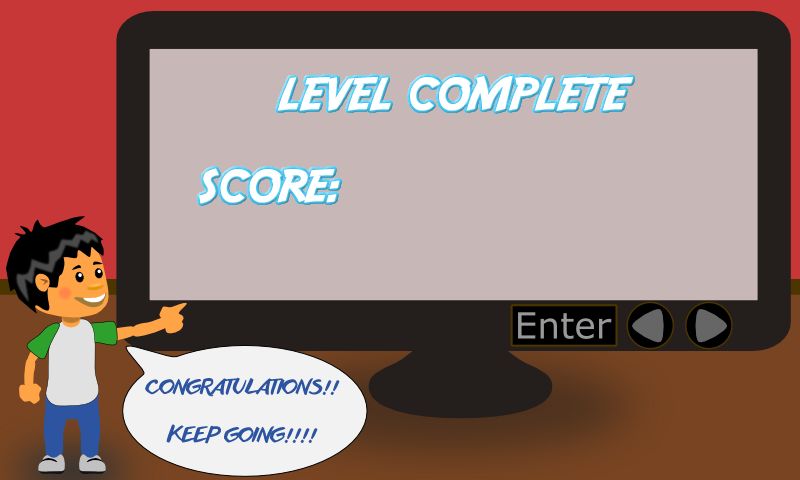 LEVEL COMPLETE
SCORE:
Enter
CONGRATULATIONS!!
KEEP GOING!!!!